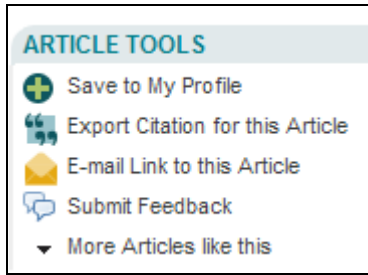 ARTICLE TOOLS
Save to My Profile
Export Citation for this Article
E-mail Link to this Article
Submit Feedback
More Articles like this